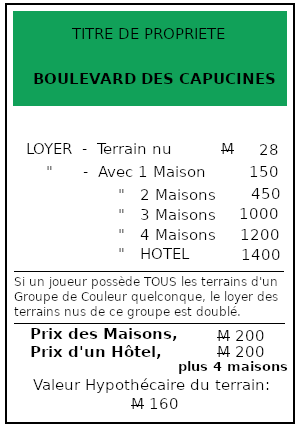 TITRE DE PROPRIETE
BOULEVARD DES CAPUCINES
LOYER - Terrain nu M 28
" - Avec 1 Maison 150
" 2 Maisons 450
" 3 Maisons 1000
" 4 Maisons 1200
" HOTEL 1400
Si un joueur possède TOUS les terrains d'un
Groupe de Couleur quelconque, le loyer des
terrains nus de ce groupe est doublé.
Prix des Maisons, M 200
Prix d'un Hôtel, M 200
plus 4 maisons
Valeur Hypothécaire du terrain:
M 160